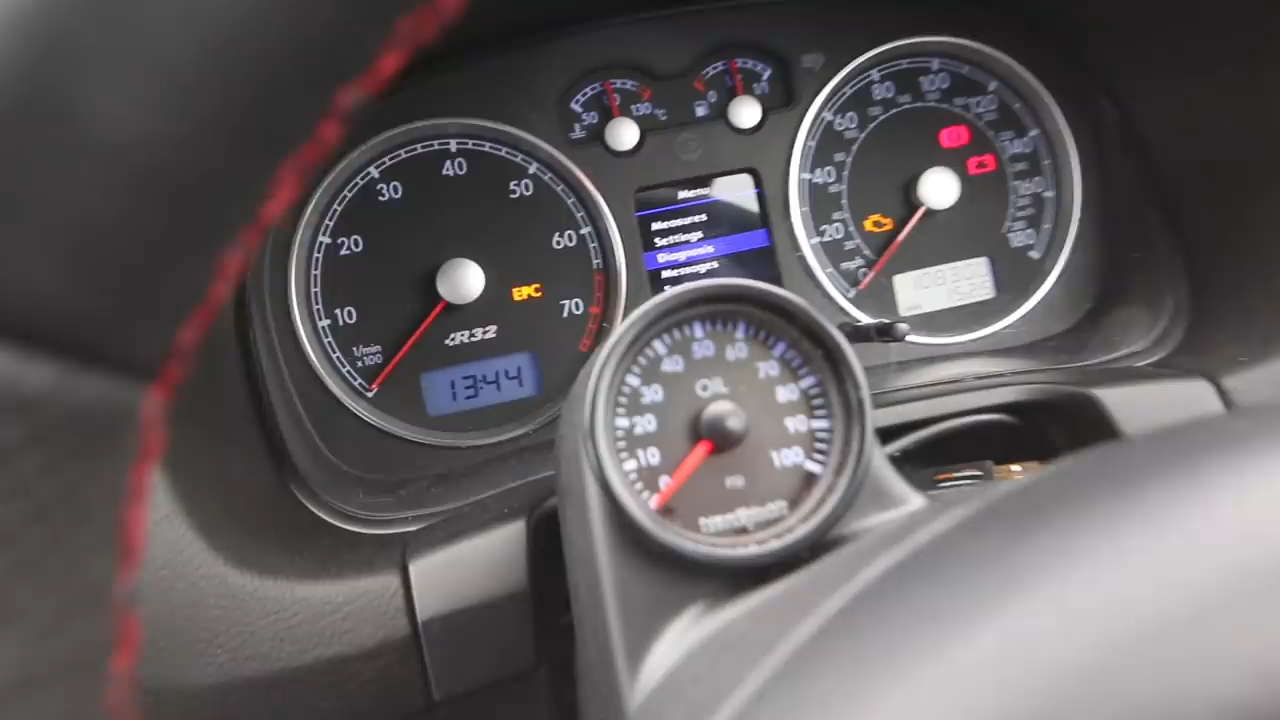 10
20
30
40
50
60
70
1/min
x100
EPC
R32
13:44
50
130
°C
0
1/1
Menu
Measures
Settings
Diagnosis
Messages
20
40
60
80
100
120
140
160
180
0
10
20
30
40
50
60
70
80
90
100
OIL